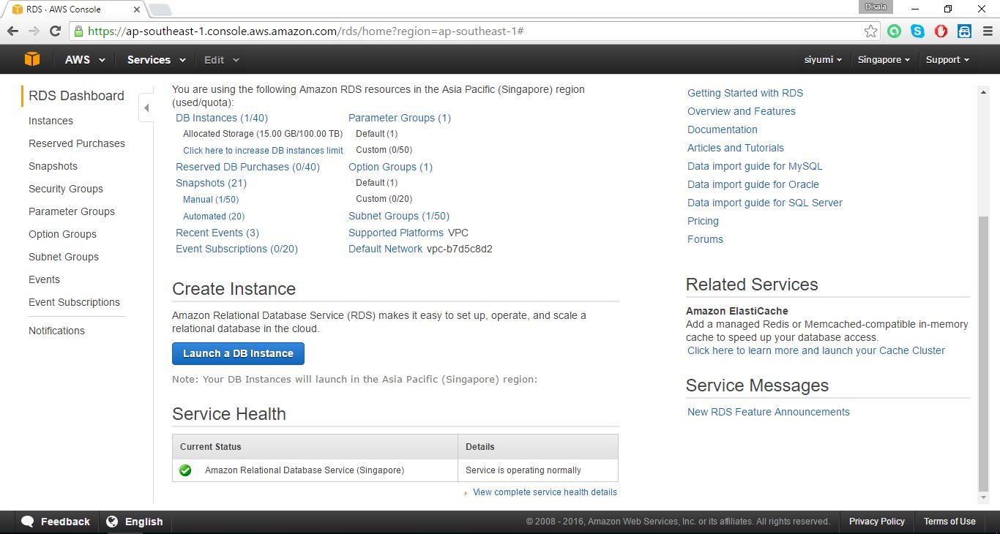 RDS · AWS Console
Disala
https://ap-southeast-1.console.aws.amazon.com/rds/home?region=ap-southeast-1#
AWS
Services
Edit
siyumi
Singapore
Support
RDS Dashboard
Instances
Reserved Purchases
Snapshots
Security Groups
Parameter Groups
Option Groups
Subnet Groups
Events
Event Subscriptions
Notifications
You are using the following Amazon RDS resources in the Asia Pacific (Singapore) region
(used/quota):
DB Instances (1/40)
Allocated Storage (15.00 GB/100.00 TB)
Click here to increase DB instances limit
Reserved DB Purchases (0/40)
Snapshots (21)
Manual (1/50)
Automated (20)
Recent Events (3)
Event Subscriptions (0/20)
Parameter Groups (1)
Default (1)
Custom (0/50)
Option Groups (1)
Default (1)
Custom (0/20)
Subnet Groups (1/50)
Supported Platforms VPC
Default Network vpc-b7d5c8d2
Create Instance
Amazon Relational Database Service (RDS) makes it easy to set up, operate, and scale a
relational database in the cloud.
Launch a DB Instance
Note: Your DB Instances will launch in the Asia Pacific (Singapore) region:
Service Health
Current Status
Details
Amazon Relational Database Service (Singapore)
Service is operating normally
› View complete service health details
Getting Started with RDS
Overview and Features
Documentation
Articles and Tutorials
Data import guide for MySQL
Data import guide for Oracle
Data import guide for SQL Server
Pricing
Forums
Related Services
Amazon ElastiCache
Add a managed Redis or Memcached-compatible in-memory
cache to speed up your database access.
Click here to learn more and launch your Cache Cluster
Service Messages
New RDS Feature Announcements
Feedback
English
© 2008 - 2016, Amazon Web Services, Inc. or its affiliates. All rights reserved.
Privacy Policy
Terms of Use